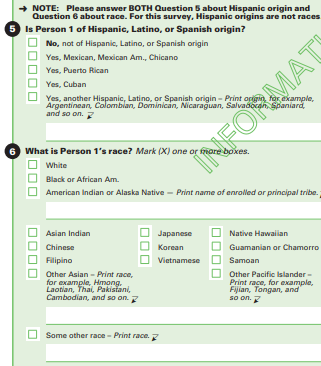 → NOTE: Please answer BOTH Question 5 about Hispanic origin and
Question 6 about race. For this survey, Hispanic origins are not races
5 Is Person 1 of Hispanic, Latino, or Spanish origin?
No, not of Hispanic, Latino, or Spanish origin
Yes, Mexican, Mexican Am., Chicano
Yes, Puerto Rican
Yes, Cuban
Yes, another Hispanic, Latino, or Spanish origin – Print origin, for example,
Argentinean, Colombian, Dominican, Nicaraguan, Salvadoran, Spaniard,
and so on.
INFORMATI
6 What is Person 1's race? Mark (X) one or more boxes.
White
Black or African Am.
American Indian or Alaska Native — Print name of enrolled or principal tribe.
Asian Indian Japanese Native Hawaiian
Chinese Korean Guamanian or Chamorro
Filipino Vietnamese Samoan
Other Asian – Print race, Other Pacific Islander –
for example, Hmong, Print race, for example,
Laotian, Thai, Pakistani, Fijian, Tongan, and
Cambodian, and so on. so on.
Some other race – Print race.